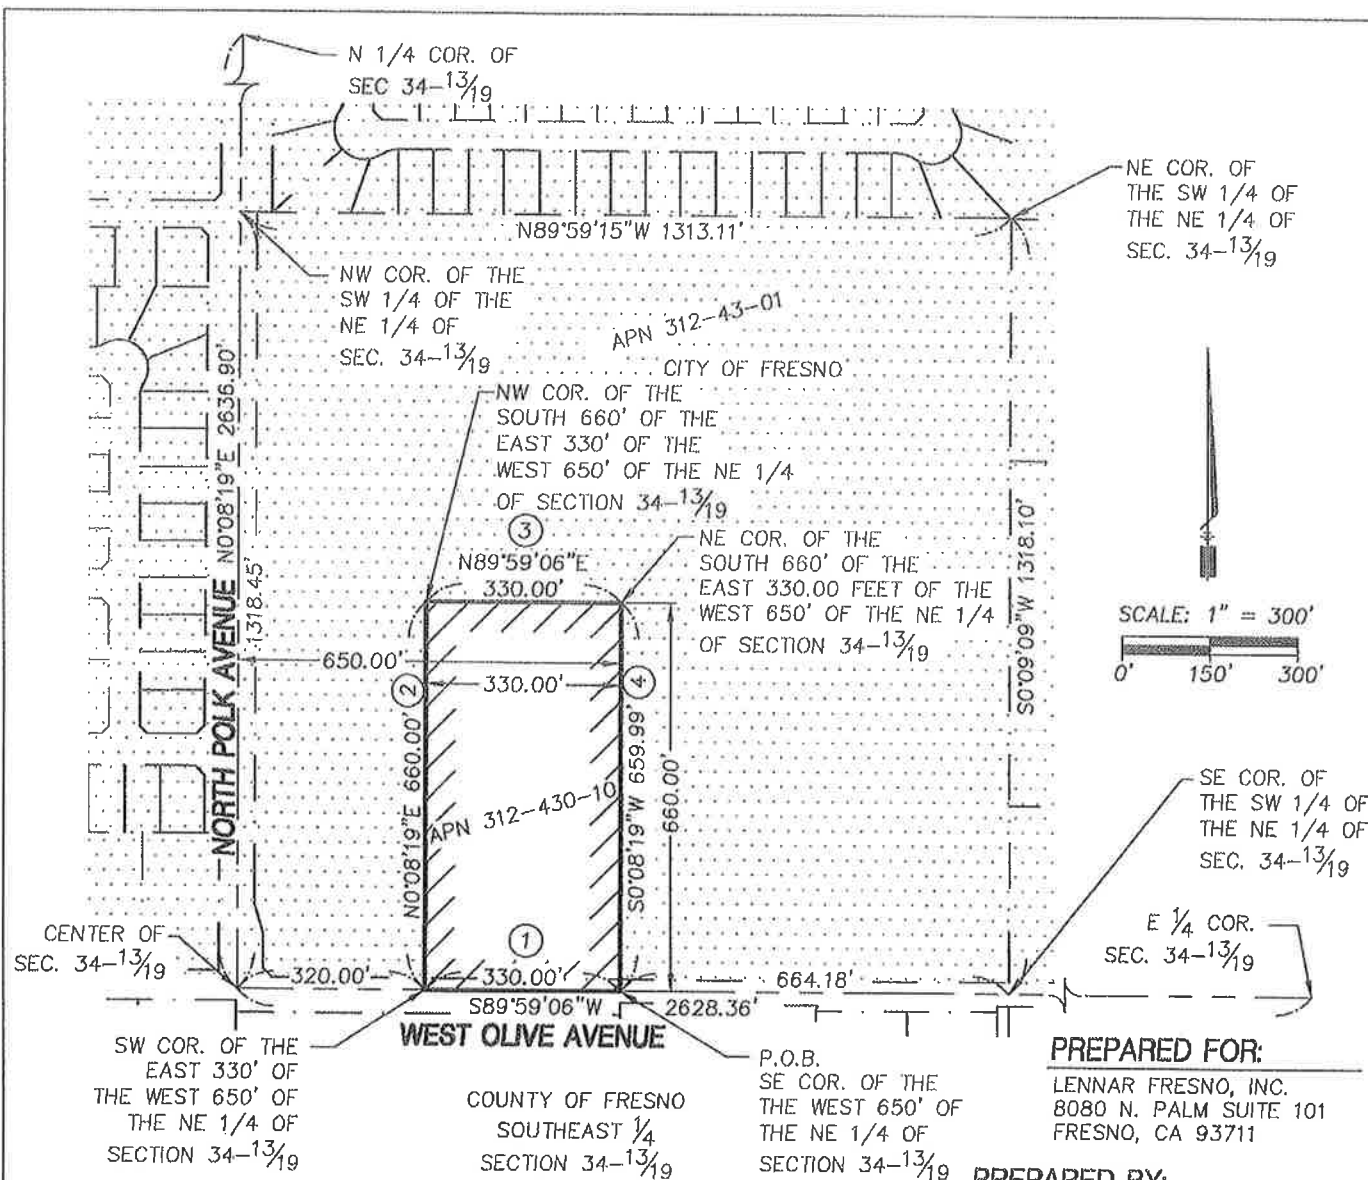 N 1/4 COR. OF
SEC 34-13/19
NE COR. OF
THE SW 1/4 OF
THE NE 1/4 OF
SEC. 34-13/19
N89°59'15"W 1313.11'
NW COR. OF THE
SW 1/4 OF THE
NE 1/4 OF
SEC. 34-13/19
APN 312-43-01
CITY OF FRESNO
NW COR. OF THE
SOUTH 660' OF THE
EAST 330' OF THE
WEST 650' OF THE NE 1/4
OF SECTION 34-13/19
3
N89°59'06"E
330.00'
NE COR. OF THE
SOUTH 660' OF THE
EAST 330.00 FEET OF THE
WEST 650' OF THE NE 1/4
OF SECTION 34-13/19
SCALE: 1" = 300'
0' 150' 300'
NORTH POLK AVENUE N0°08'19"E 2636.90'
1318.45'
650.00'
330.00'
2
4
N0°08'19"E 660.00'
S0°08'19"W 659.99'
660.00'
S0°09'09"W 1318.10'
APN 312-430-10
SE COR. OF
THE SW 1/4 OF
THE NE 1/4 OF
SEC. 34-13/19
E 1/4 COR.
SEC. 34-13/19
CENTER OF
SEC. 34-13/19
1
320.00'
330.00'
664.18'
S89°59'06"W 2628.36'
WEST OLIVE AVENUE
SW COR. OF THE
EAST 330' OF
THE WEST 650' OF
THE NE 1/4 OF
SECTION 34-13/19
COUNTY OF FRESNO
SOUTHEAST 1/4
SECTION 34-13/19
P.O.B.
SE COR. OF THE
THE WEST 650' OF
THE NE 1/4 OF
SECTION 34-13/19
PREPARED FOR:
LENNAR FRESNO, INC.
8080 N. PALM SUITE 101
FRESNO, CA 93711
PREPARED BY: